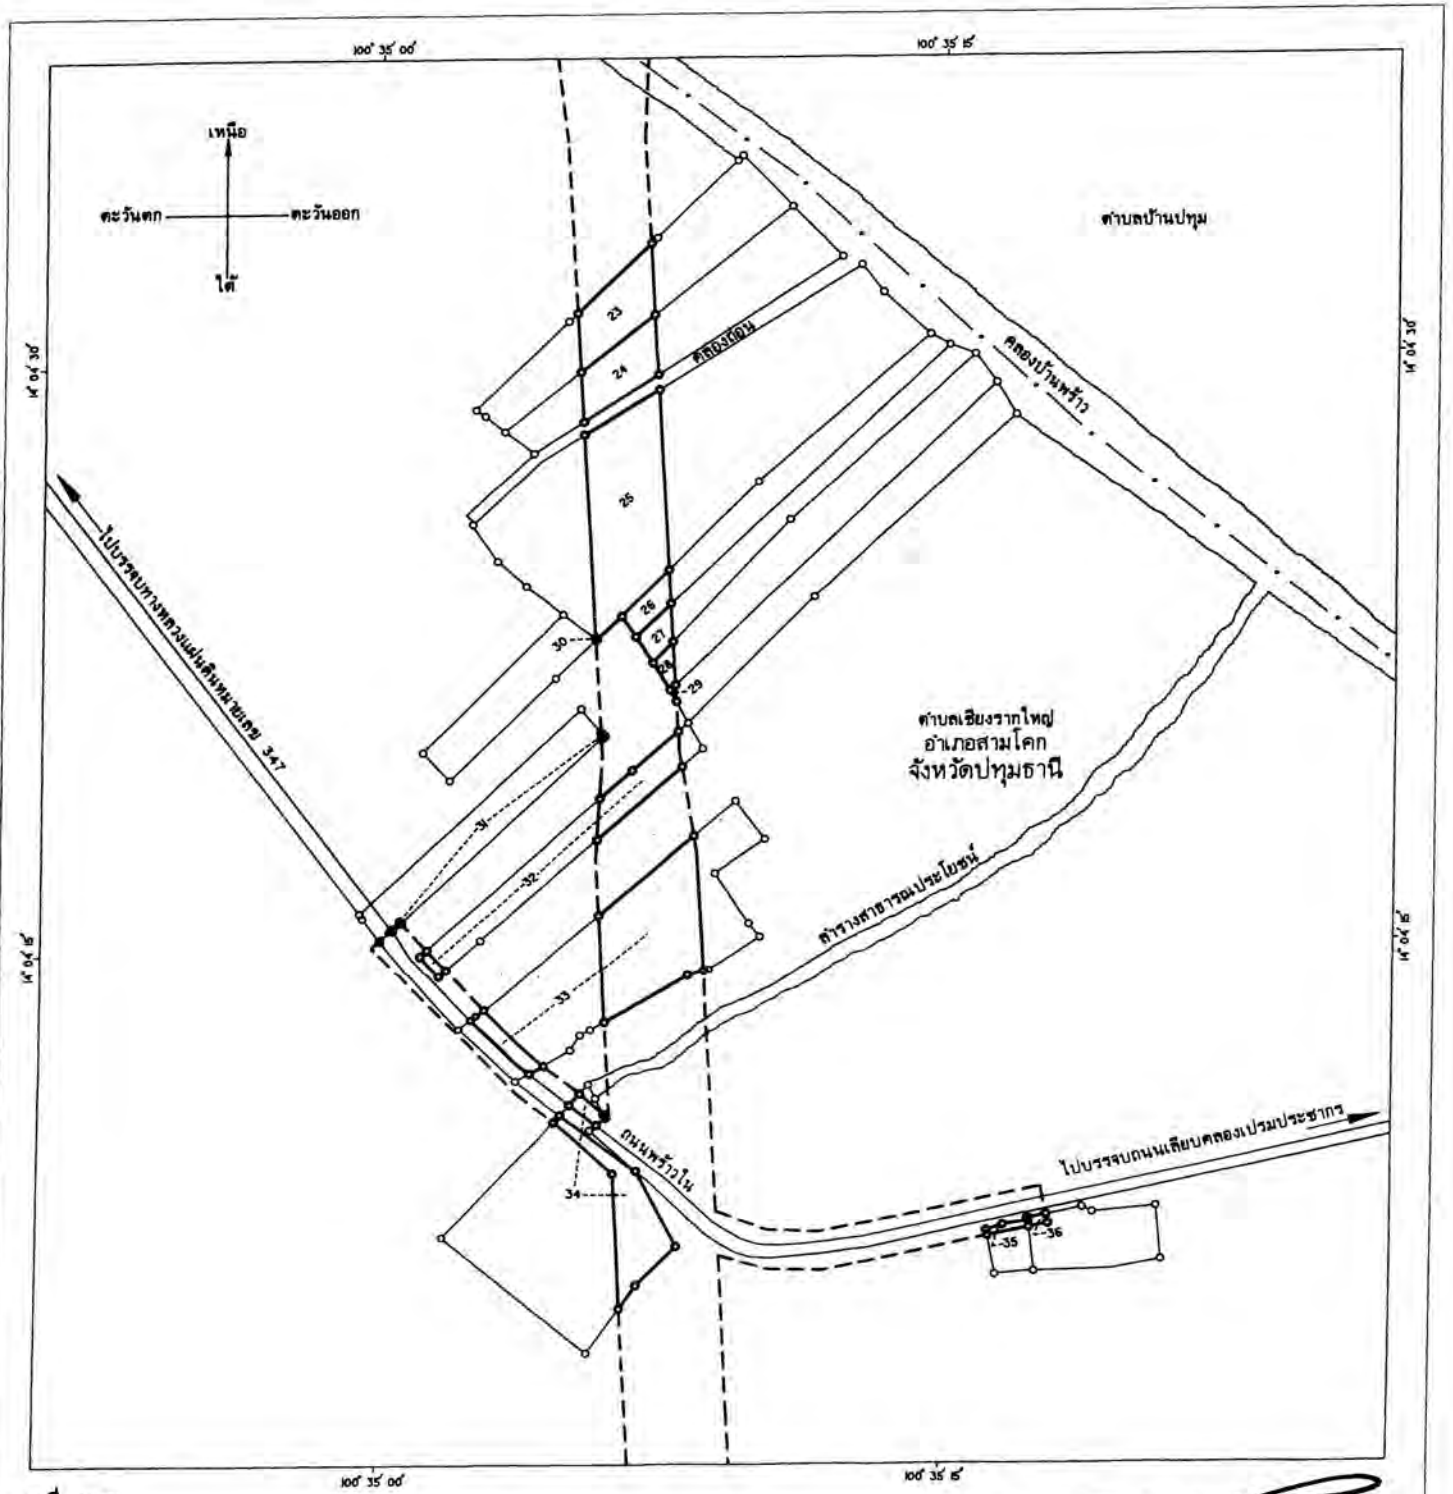 100° 35′ 00″
100° 35′ 15″
เหนือ
ตะวันตก
ตะวันออก
ใต้
ตำบลบ้านปทุม
14° 04′ 30″
14° 04′ 30″
23
24
คลองถ่อน
คลองบ้านพร้าว
25
ไปบรรจบทางหลวงแผ่นดินหมายเลข 347
26
27
28
29
30
ตำบลเชียงรากใหญ่
อำเภอสามโคก
จังหวัดปทุมธานี
31
32
33
ลำรางสาธารณประโยชน์
14° 04′ 15″
14° 04′ 15″
ถนนพร้าวใน
ไปบรรจบถนนเลียบคลองเปรมประชากร
34
35
36
100° 35′ 00″
100° 35′ 15″